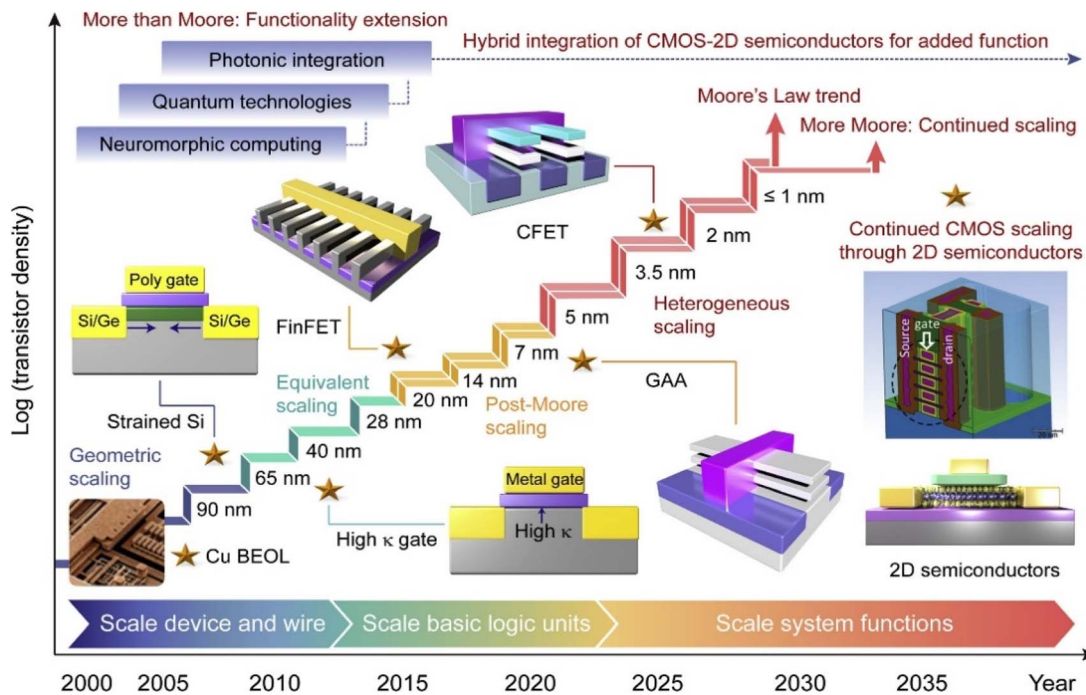 More than Moore: Functionality extension
Hybrid integration of CMOS-2D semiconductors for added function
Photonic integration
Quantum technologies
Neuromorphic computing
Moore's Law trend
More Moore: Continued scaling
≤ 1 nm
2 nm
CFET
3.5 nm
Continued CMOS scaling
through 2D semiconductors
Poly gate
Si/Ge
Si/Ge
FinFET
5 nm
Heterogeneous
scaling
Source
gate
drain
7 nm
GAA
Equivalent
scaling
14 nm
20 nm
Post-Moore
scaling
28 nm
Strained Si
Geometric
scaling
40 nm
65 nm
Metal gate
90 nm
High κ
High κ gate
Cu BEOL
2D semiconductors
Log (transistor density)
Scale device and wire
Scale basic logic units
Scale system functions
2000 2005 2010 2015 2020 2025 2030 2035 Year